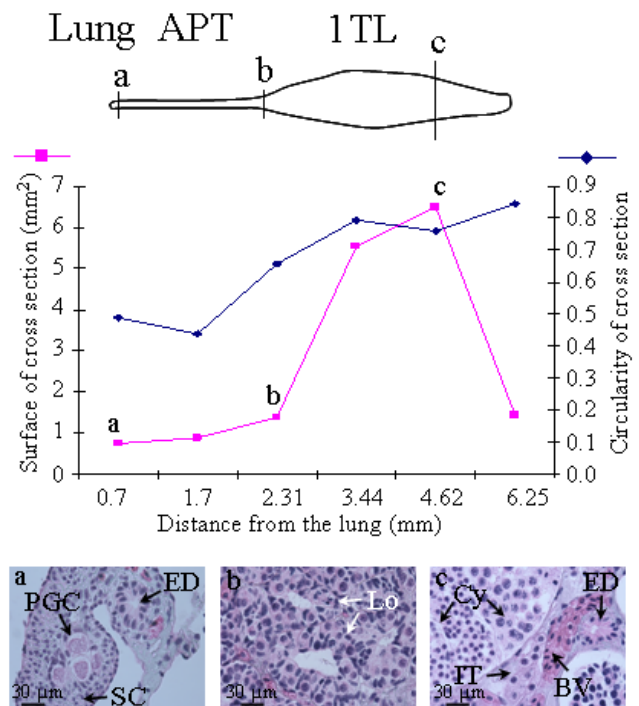 Lung APT 1TL
a b c
Surface of cross section (mm²)
7
6
5
4
3
2
1
0
a b c
0.9
0.8
0.7
0.6
0.5
0.4
0.3
0.2
0.1
0
Circularity of cross section
0.7 1.7 2.31 3.44 4.62 6.25
Distance from the lung (mm)
a PGC ED SC 30 µm
b Lo 30 µm
c Cy ED IT BV 30 µm